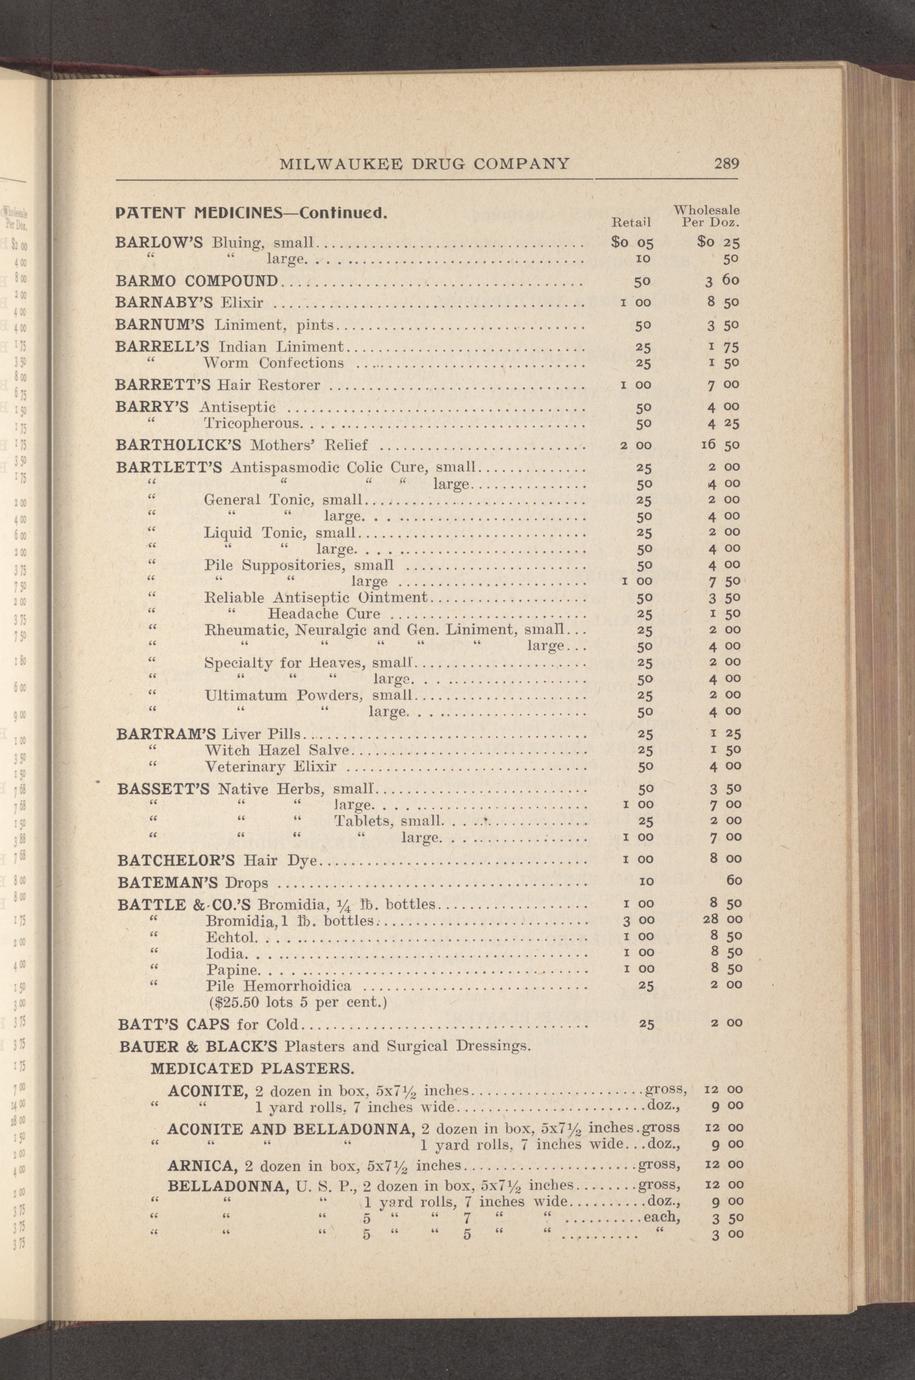 MILWAUKEE DRUG COMPANY 289
PATENT MEDICINES—Continued. Retail Wholesale Per Doz.
BARLOW'S Bluing, small $0 05 $0 25
“ “ large 10 50
BARMO COMPOUND 50 3 60
BARNABY'S Elixir 1 00 8 50
BARNUM'S Liniment, pints 50 3 50
BARRELL'S Indian Liniment 25 1 75
“ Worm Confections 25 1 50
BARRETT'S Hair Restorer 1 00 7 00
BARRY'S Antiseptic 50 4 00
“ Tricopherous 50 4 25
BARTHOLICK'S Mothers' Relief 2 00 16 50
BARTLETT'S Antispasmodic Colic Cure, small 25 2 00
“ “ “ “ large 50 4 00
“ General Tonic, small 25 2 00
“ “ “ large 50 4 00
“ Liquid Tonic, small 25 2 00
“ “ “ large 50 4 00
“ Pile Suppositories, small 50 4 00
“ “ “ large 1 00 7 50
“ Reliable Antiseptic Ointment 50 3 50
“ “ Headache Cure 25 1 50
“ Rheumatic, Neuralgic and Gen. Liniment, small 25 2 00
“ “ “ “ “ “ large 50 4 00
“ Specialty for Heaves, small 25 2 00
“ “ “ “ large 50 4 00
“ Ultimatum Powders, small 25 2 00
“ “ “ large 50 4 00
BARTRAM'S Liver Pills 25 1 25
“ Witch Hazel Salve 25 1 50
“ Veterinary Elixir 50 4 00
BASSETT'S Native Herbs, small 50 3 50
“ “ “ large 1 00 7 00
“ “ “ Tablets, small 25 2 00
“ “ “ “ large 1 00 7 00
BATCHELOR'S Hair Dye 1 00 8 00
BATEMAN'S Drops 10 60
BATTLE & CO.'S Bromidia, ¼ lb. bottles 1 00 8 50
“ Bromidia, 1 lb. bottles 3 00 28 00
“ Echtol 1 00 8 50
“ Iodia 1 00 8 50
“ Papine 1 00 8 50
“ Pile Hemorrhoidica 25 2 00
($25.50 lots 5 per cent.)
BATT'S CAPS for Cold 25 2 00
BAUER & BLACK'S Plasters and Surgical Dressings.
MEDICATED PLASTERS.
ACONITE, 2 dozen in box, 5x7½ inches gross, 12 00
“ “ 1 yard rolls, 7 inches wide doz., 9 00
ACONITE AND BELLADONNA, 2 dozen in box, 5x7½ inches.gross 12 00
“ “ “ “ 1 yard rolls, 7 inches wide...doz., 9 00
ARNICA, 2 dozen in box, 5x7½ inches gross, 12 00
BELLADONNA, U. S. P., 2 dozen in box, 5x7½ inches gross, 12 00
“ “ “ 1 yard rolls, 7 inches wide doz., 9 00
“ “ “ 5 “ “ 7 “ “ each, 3 50
“ “ “ 5 “ “ 5 “ “ “ 3 00